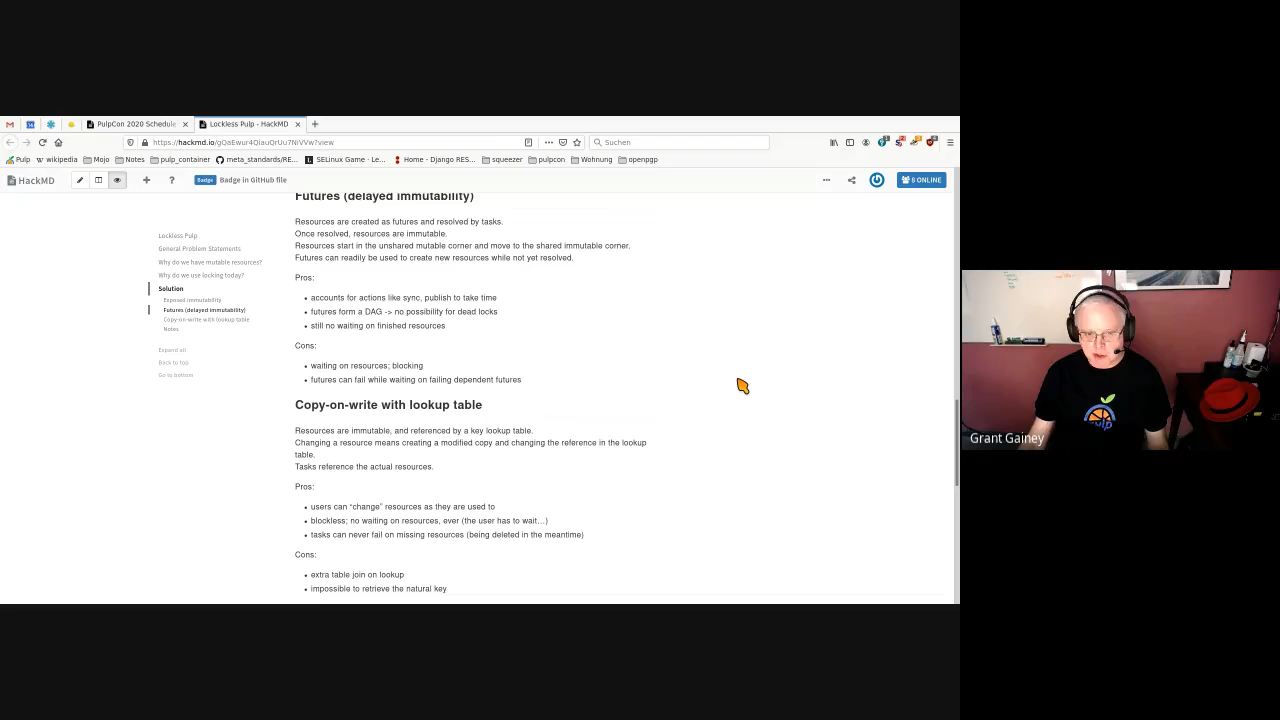 PulpCon 2020 Schedule
Lockless Pulp - HackMD
https://hackmd.io/gQaEwur4QiauQrUu7NiVVw?view
Suchen
Pulp
wikipedia
Mojo
Notes
pulp_container
meta_standards/RE...
SELinux Game - Le...
Home - Django RES...
squeezer
pulpcon
Wohnung
openpgp
HackMD
Badge
Badge in GitHub file
8 ONLINE
Lockless Pulp
General Problem Statements
Why do we have mutable resources?
Why do we use locking today?
Solution
Exposed immutability
Futures (delayed immutability)
Copy-on-write with lookup table
Notes
Expand all
Back to top
Go to bottom
Futures (delayed immutability)
Resources are created as futures and resolved by tasks.
Once resolved, resources are immutable.
Resources start in the unshared mutable corner and move to the shared immutable corner.
Futures can readily be used to create new resources while not yet resolved.
Pros:
• accounts for actions like sync, publish to take time
• futures form a DAG -> no possibility for dead locks
• still no waiting on finished resources
Cons:
• waiting on resources; blocking
• futures can fail while waiting on failing dependent futures
Copy-on-write with lookup table
Resources are immutable, and referenced by a key lookup table.
Changing a resource means creating a modified copy and changing the reference in the lookup
table.
Tasks reference the actual resources.
Pros:
• users can “change” resources as they are used to
• blockless; no waiting on resources, ever (the user has to wait…)
• tasks can never fail on missing resources (being deleted in the meantime)
Cons:
• extra table join on lookup
• impossible to retrieve the natural key
Grant Gainey